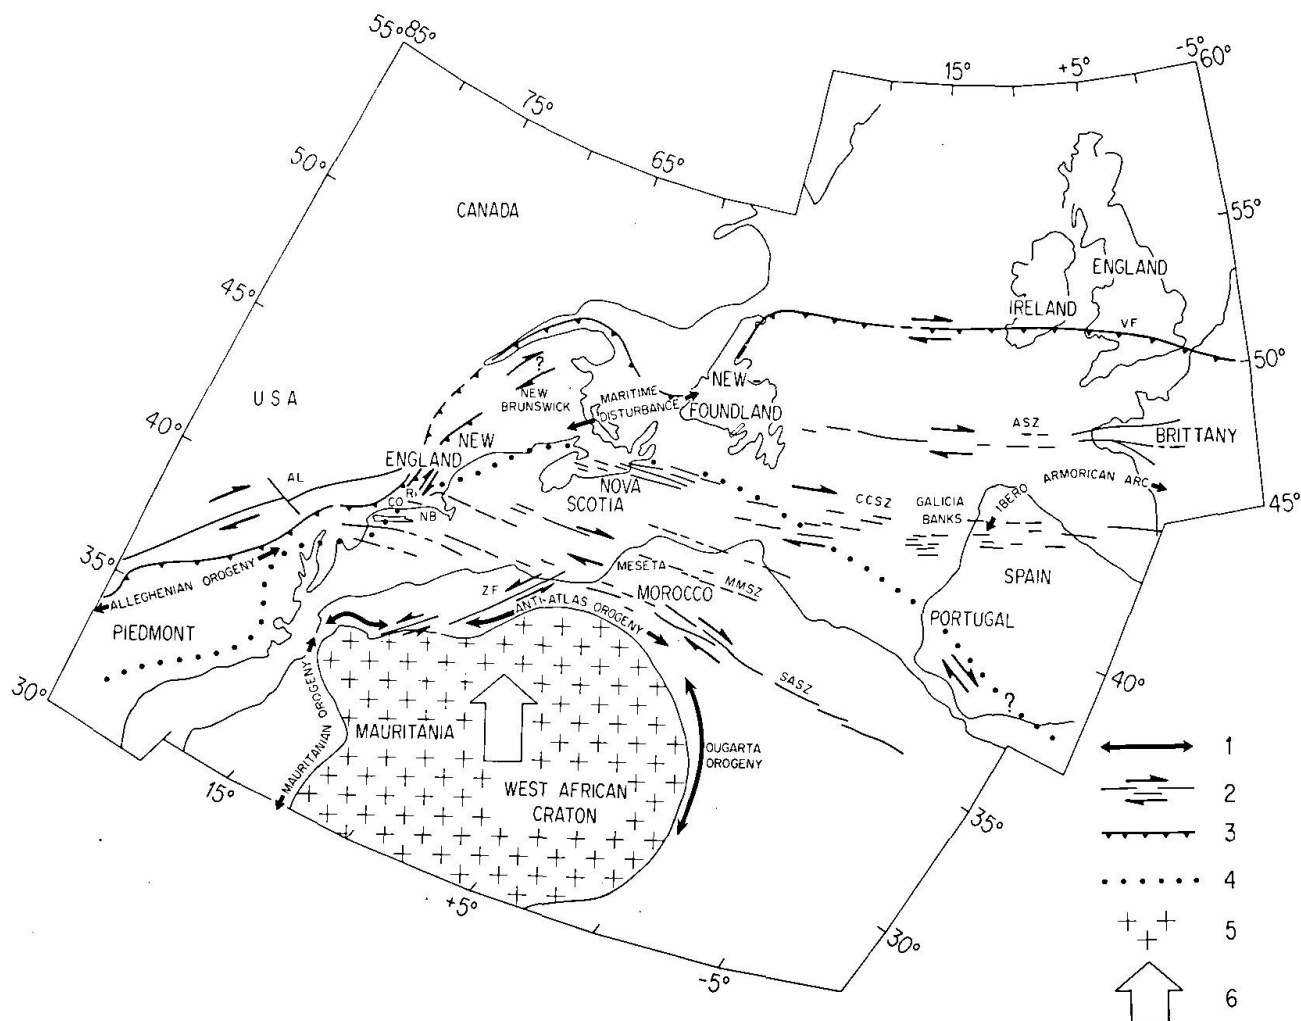 55° 85°
75°
65°
15°
+5°
-5°
60°
50°
CANADA
55°
ENGLAND
45°
IRELAND
VF
50°
?
NEW
BRUNSWICK
MARITIME
DISTURBANCE
NEW
FOUNDLAND
USA
40°
NEW
ENGLAND
ASZ
BRITTANY
AL
CO
RI
NB
NOVA
SCOTIA
CCSZ
GALICIA
BANKS
IBERO
ARMORICAN ARC
45°
35°
ALLEGHENIAN OROGENY
ZF
MESETA
MOROCCO
MMSZ
SPAIN
ANTI-ATLAS OROGENY
PIEDMONT
PORTUGAL
30°
MAURITANIAN OROGENY
SASZ
40°
?
MAURITANIA
OUGARTA
OROGENY
WEST AFRICAN
CRATON
15°
35°
+5°
30°
-5°
1
2
3
4
5
6